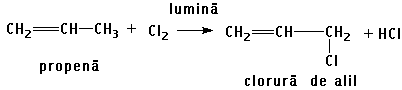 lumină
CH₂=CH—CH₃ + Cl₂ → CH₂=CH—CH₂ + HCl
Cl
propenă
clorură de alil